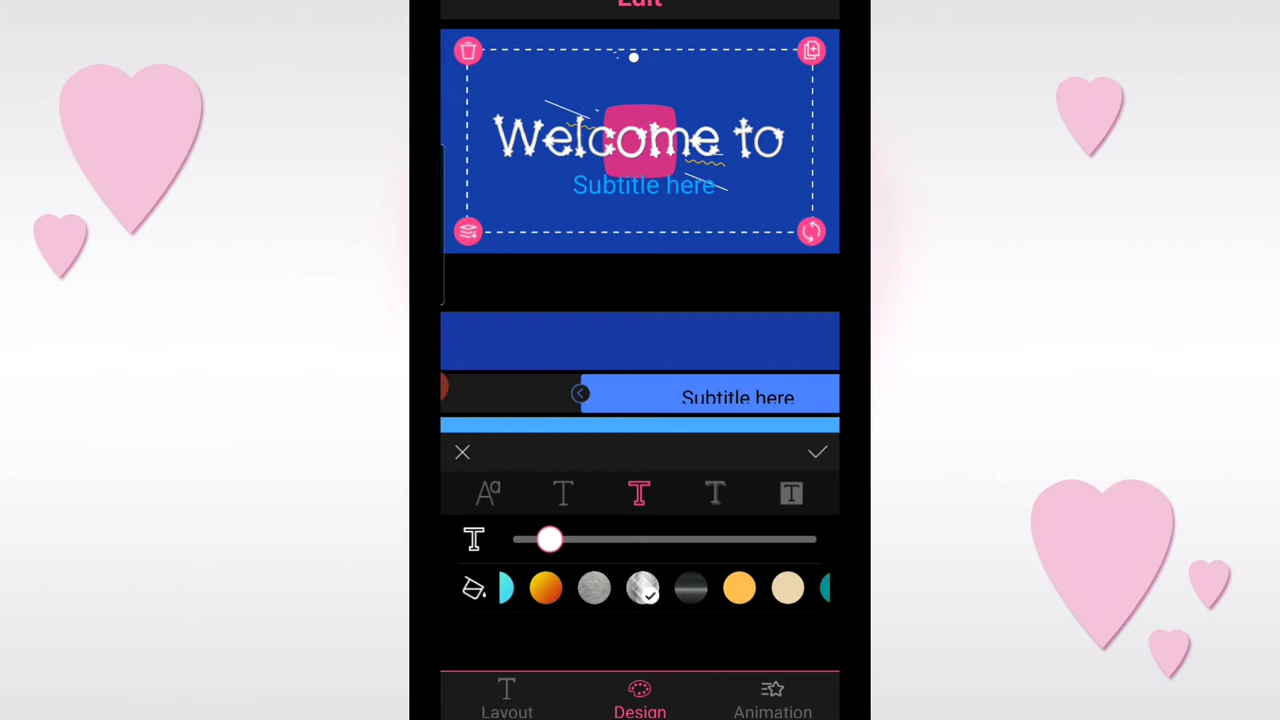 Edit
Welcome to
Subtitle here
Subtitle here
Layout
Design
Animation